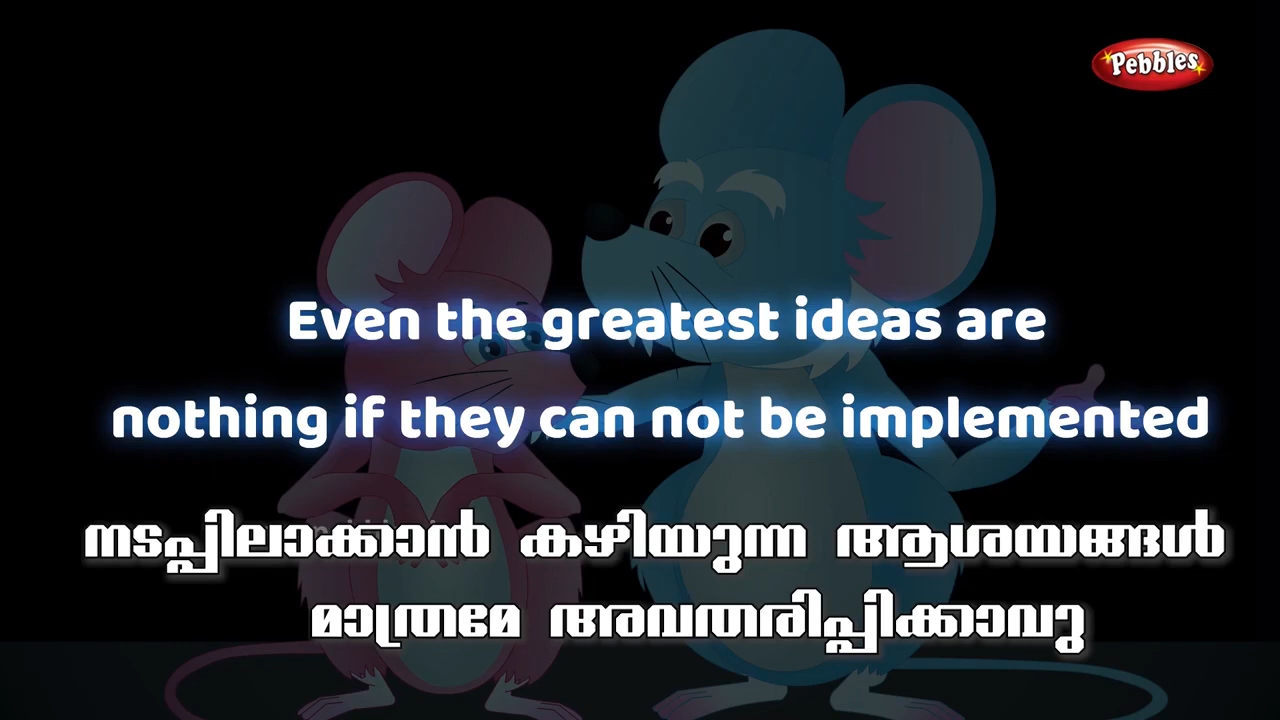 Pebbles
Even the greatest ideas are
nothing if they can not be implemented
നടപ്പിലാക്കാൻ കഴിയുന്ന ആശയങ്ങൾ
മാത്രമേ അവതരിപ്പിക്കാവു